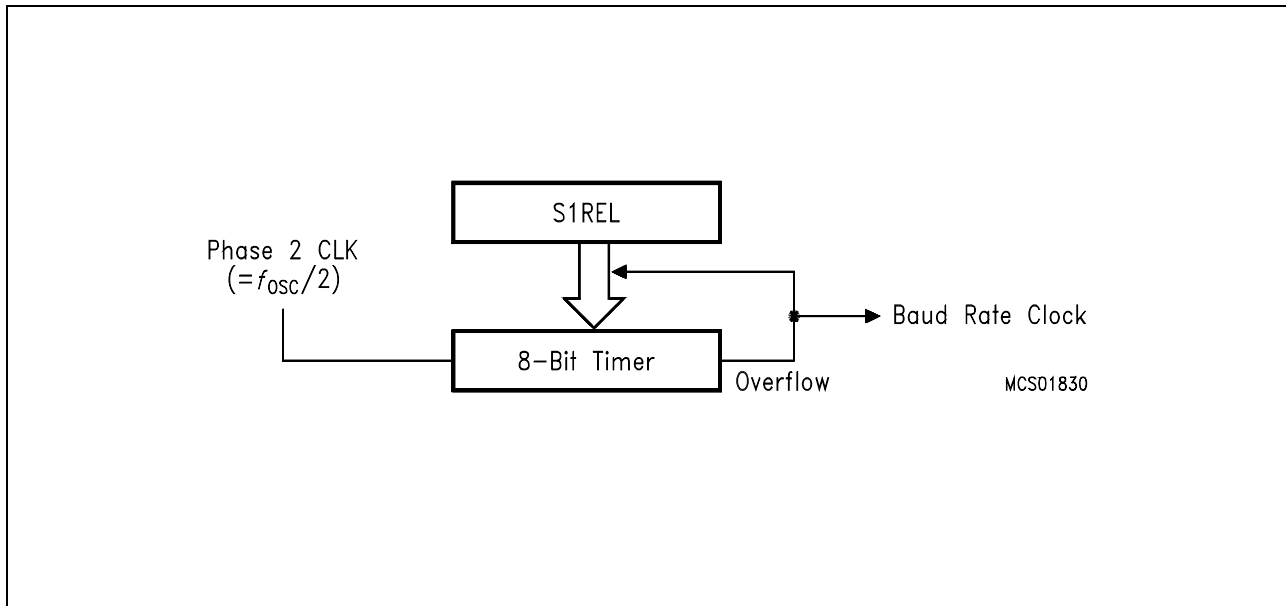 S1REL
Phase 2 CLK
(=fOSC/2)
Baud Rate Clock
8-Bit Timer
Overflow
MCS01830